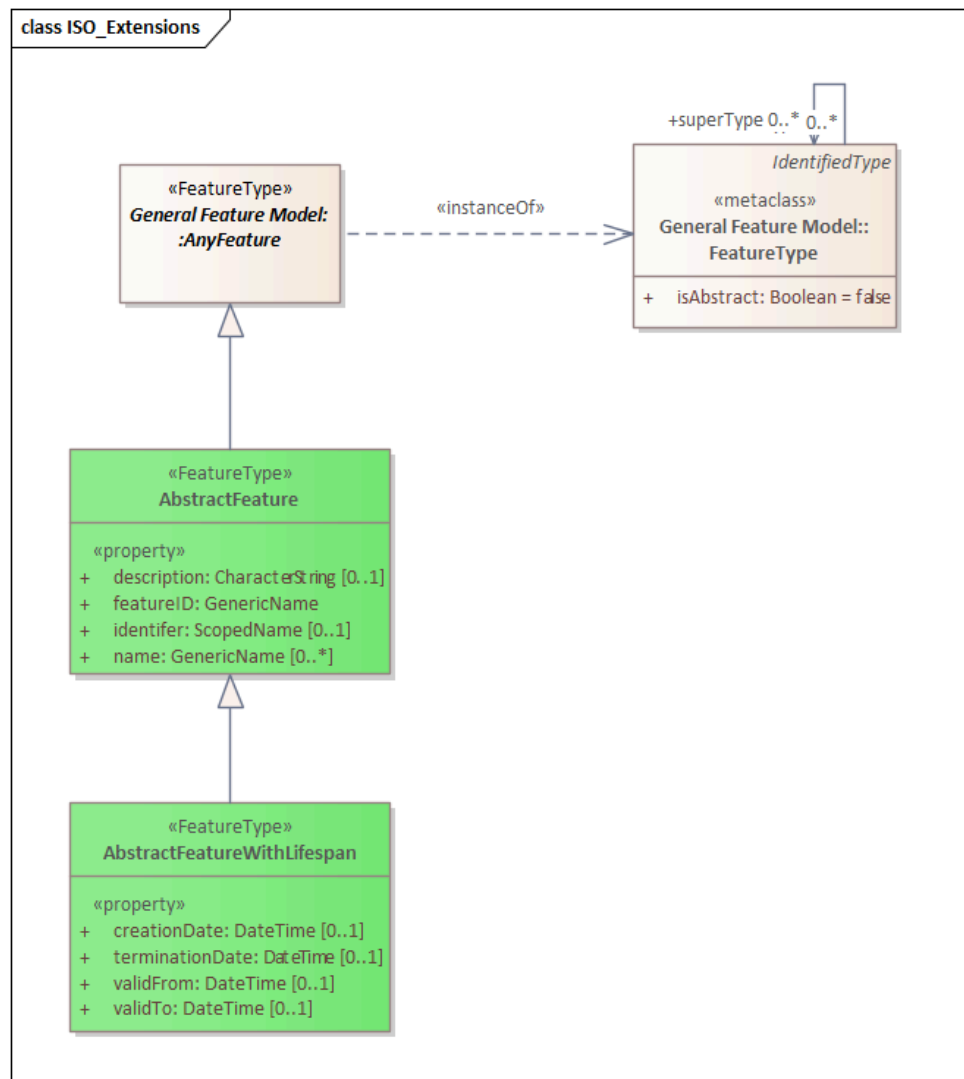 class ISO_Extensions
+superType 0..* 0..*
IdentifiedType
«FeatureType»
General Feature Model:
:AnyFeature
«instanceOf»
«metaclass»
General Feature Model::
FeatureType
+ isAbstract: Boolean = false
«FeatureType»
AbstractFeature
«property»
+ description: CharacterString [0..1]
+ featureID: GenericName
+ identifer: ScopedName [0..1]
+ name: GenericName [0..*]
«FeatureType»
AbstractFeatureWithLifespan
«property»
+ creationDate: DateTime [0..1]
+ terminationDate: DateTime [0..1]
+ validFrom: DateTime [0..1]
+ validTo: DateTime [0..1]